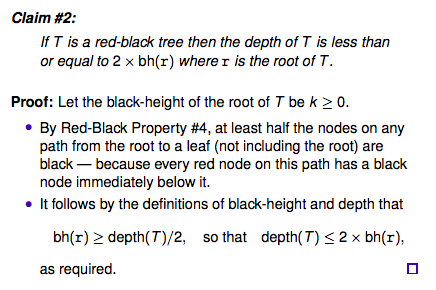 Claim #2:
If T is a red-black tree then the depth of T is less than
or equal to 2 × bh(r) where r is the root of T.
Proof: Let the black-height of the root of T be k ≥ 0.
• By Red-Black Property #4, at least half the nodes on any
path from the root to a leaf (not including the root) are
black — because every red node on this path has a black
node immediately below it.
• It follows by the definitions of black-height and depth that
bh(r) ≥ depth(T)/2, so that depth(T) ≤ 2 × bh(r),
as required.